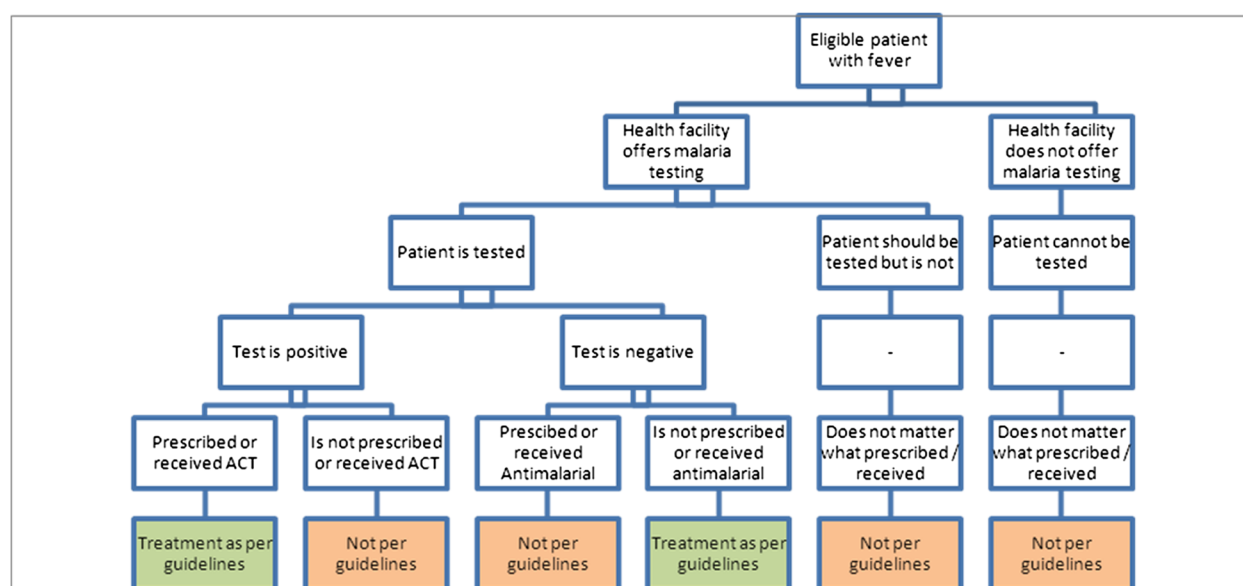 Eligible patient
with fever
Health facility
offers malaria
testing
Health facility
does not offer
malaria testing
Patient is tested
Patient should be
tested but is not
Patient cannot be
tested
Test is positive
Test is negative
-
-
Prescribed or
received ACT
Is not prescribed
or received ACT
Prescibed or
received
Antimalarial
Is not prescribed
or received
antimalarial
Does not matter
what prescribed /
received
Does not matter
what prescribed /
received
Treatment as per
guidelines
Not per
guidelines
Not per
guidelines
Treatment as per
guidelines
Not per
guidelines
Not per
guidelines